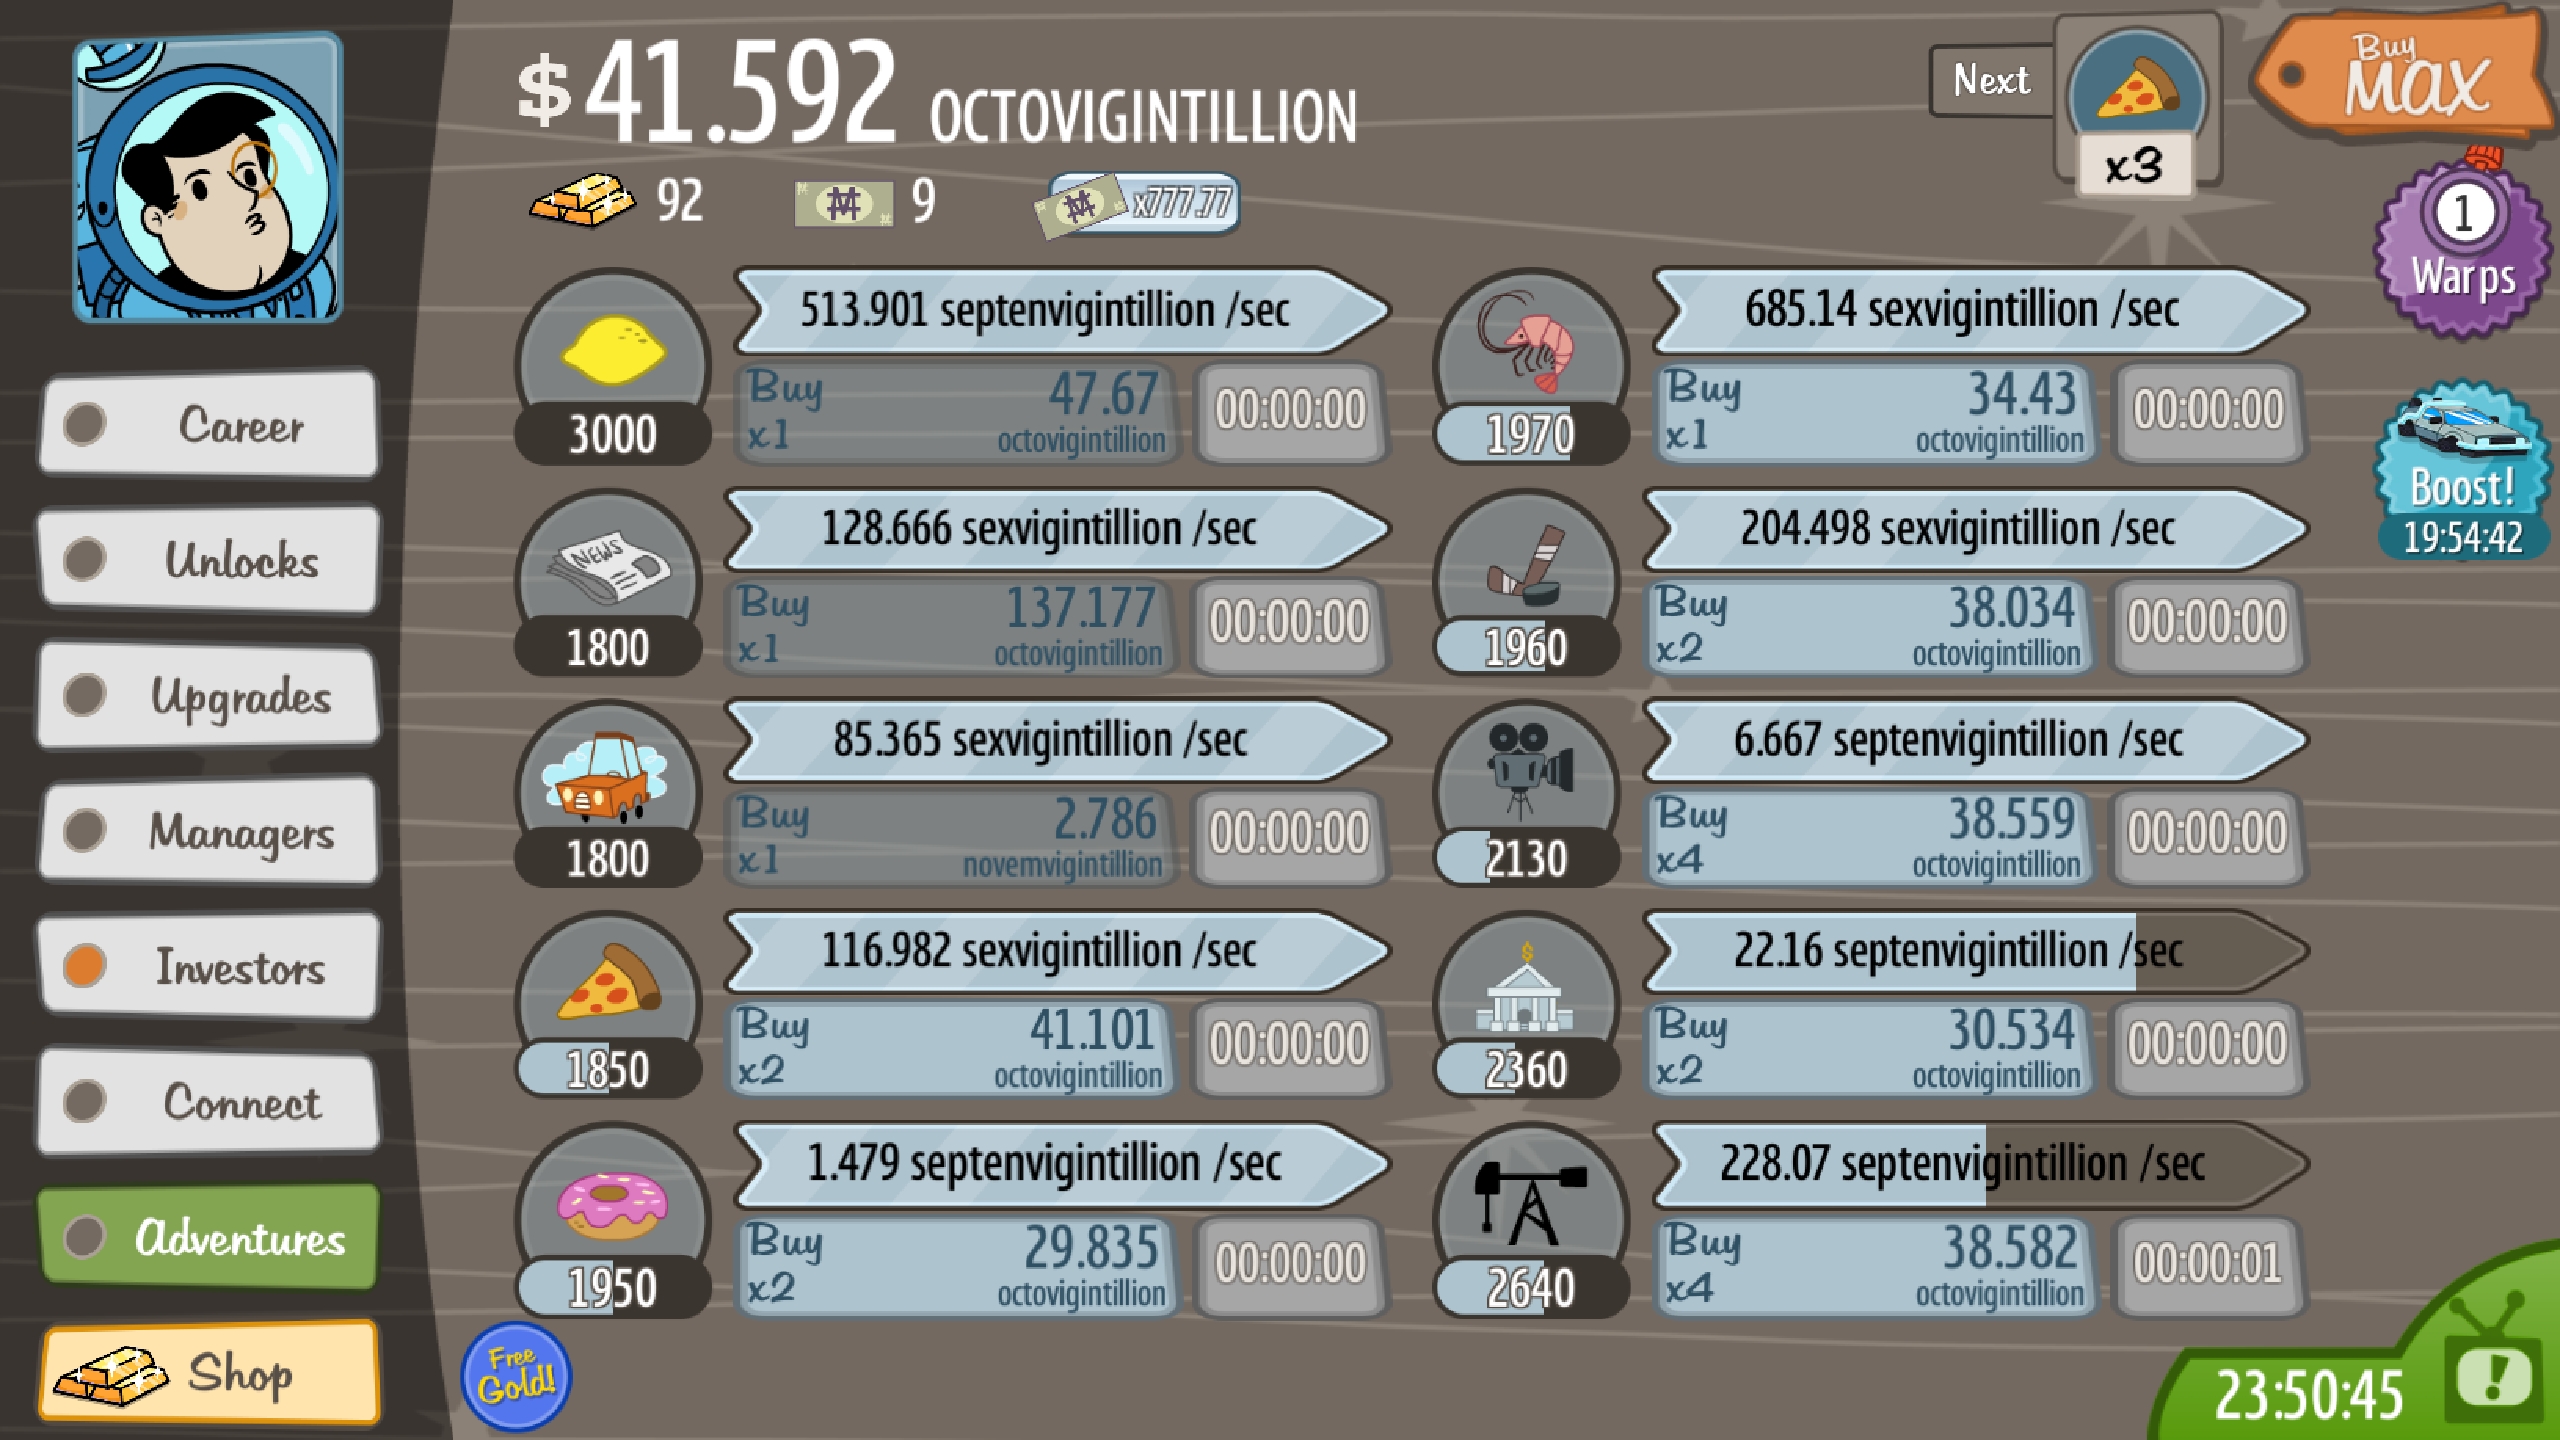 $41.592 OCTOVIGINTILLION
92
9
x777.77
Next
x3
Buy
MAX
1
Warps
Boost!
19:54:42
Career
Unlocks
Upgrades
Managers
Investors
Connect
Adventures
Shop
513.901 septenvigintillion /sec
3000
Buy
x1
47.67
octovigintillion
00:00:00
NEWS
128.666 sexvigintillion /sec
1800
Buy
x1
137.177
octovigintillion
00:00:00
85.365 sexvigintillion /sec
1800
Buy
x1
2.786
novemvigintillion
00:00:00
116.982 sexvigintillion /sec
1850
Buy
x2
41.101
octovigintillion
00:00:00
1.479 septenvigintillion /sec
1950
Buy
x2
29.835
octovigintillion
00:00:00
685.14 sexvigintillion /sec
1970
Buy
x1
34.43
octovigintillion
00:00:00
204.498 sexvigintillion /sec
1960
Buy
x2
38.034
octovigintillion
00:00:00
6.667 septenvigintillion /sec
2130
Buy
x4
38.559
octovigintillion
00:00:00
$
22.16 septenvigintillion /sec
2360
Buy
x2
30.534
octovigintillion
00:00:00
228.07 septenvigintillion /sec
2640
Buy
x4
38.582
octovigintillion
00:00:01
Free
Gold!
23:50:45
!